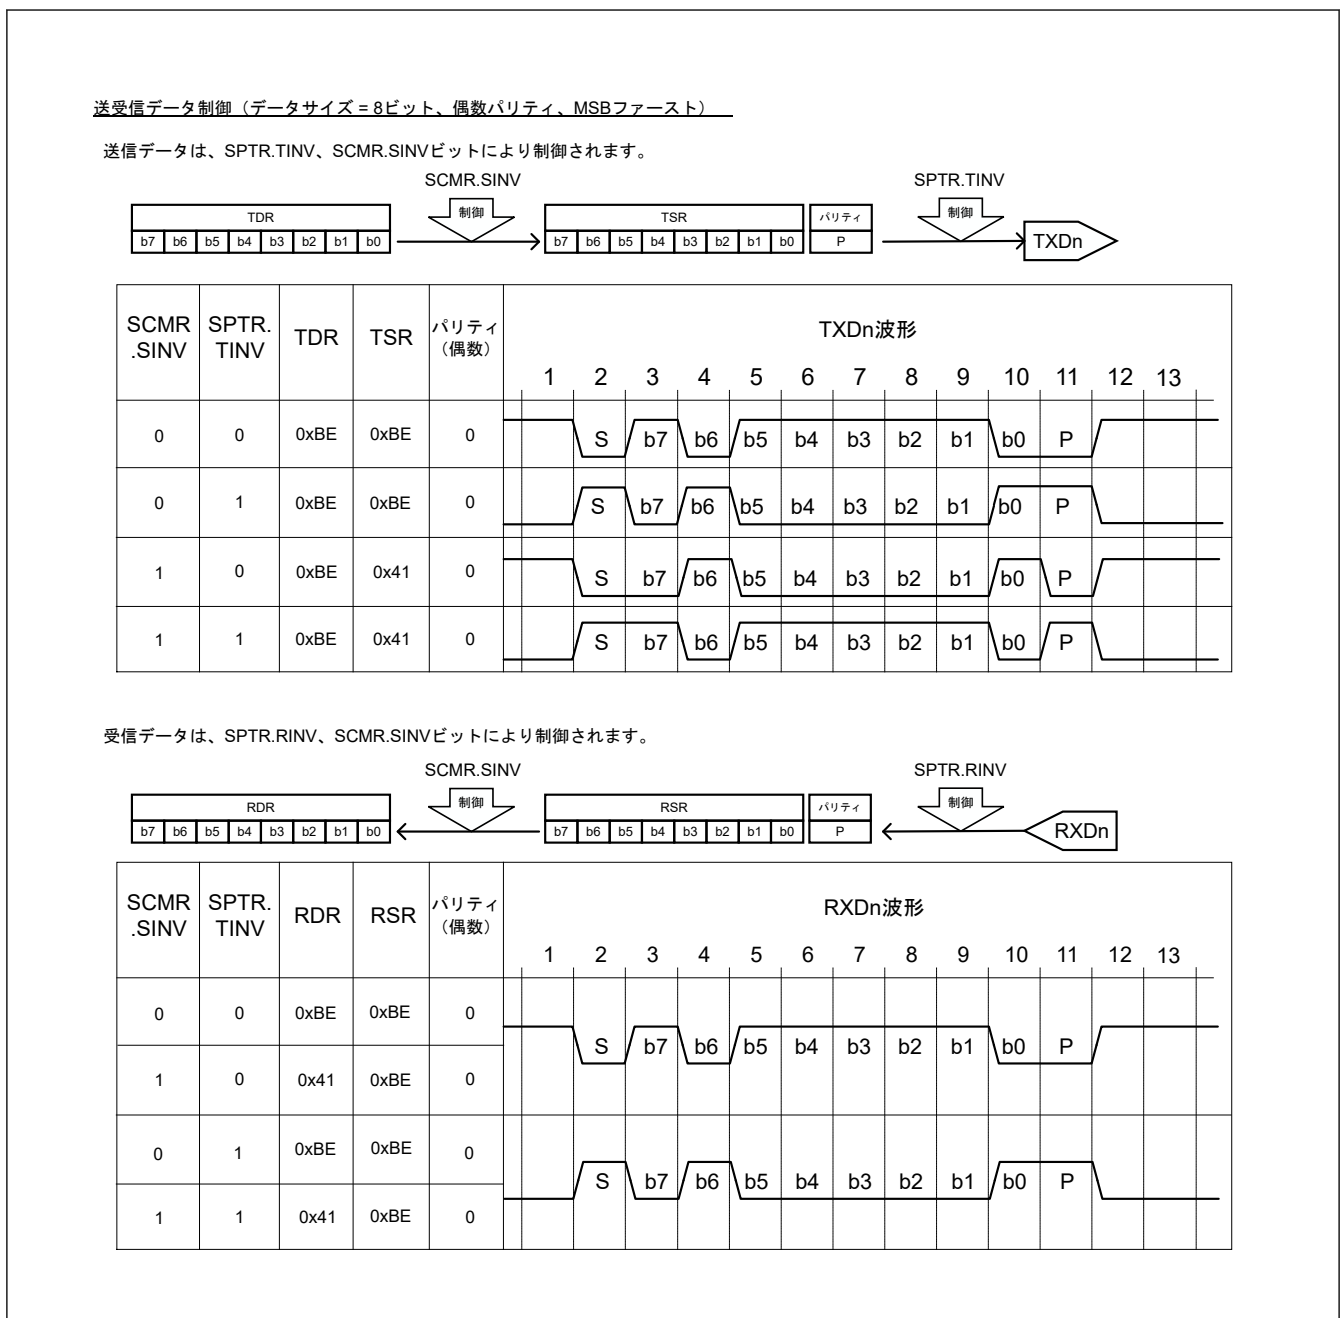 送受信データ制御（データサイズ = 8ビット、偶数パリティ、MSBファースト）
送信データは、SPTR.TINV、SCMR.SINVビットにより制御されます。
SCMR.SINV SPTR.TINV
TDR 制御 TSR パリティ 制御
b7 b6 b5 b4 b3 b2 b1 b0 b7 b6 b5 b4 b3 b2 b1 b0 P TXDn
SCMR.SINV SPTR.TINV TDR TSR パリティ（偶数） TXDn波形
1 2 3 4 5 6 7 8 9 10 11 12 13
0 0 0xBE 0xBE 0 S b7 b6 b5 b4 b3 b2 b1 b0 P
0 1 0xBE 0xBE 0 S b7 b6 b5 b4 b3 b2 b1 b0 P
1 0 0xBE 0x41 0 S b7 b6 b5 b4 b3 b2 b1 b0 P
1 1 0xBE 0x41 0 S b7 b6 b5 b4 b3 b2 b1 b0 P
受信データは、SPTR.RINV、SCMR.SINVビットにより制御されます。
SCMR.SINV SPTR.RINV
RDR 制御 RSR パリティ 制御
b7 b6 b5 b4 b3 b2 b1 b0 b7 b6 b5 b4 b3 b2 b1 b0 P RXDn
SCMR.SINV SPTR.TINV RDR RSR パリティ（偶数） RXDn波形
1 2 3 4 5 6 7 8 9 10 11 12 13
0 0 0xBE 0xBE 0
S b7 b6 b5 b4 b3 b2 b1 b0 P
1 0 0x41 0xBE 0
0 1 0xBE 0xBE 0
S b7 b6 b5 b4 b3 b2 b1 b0 P
1 1 0x41 0xBE 0